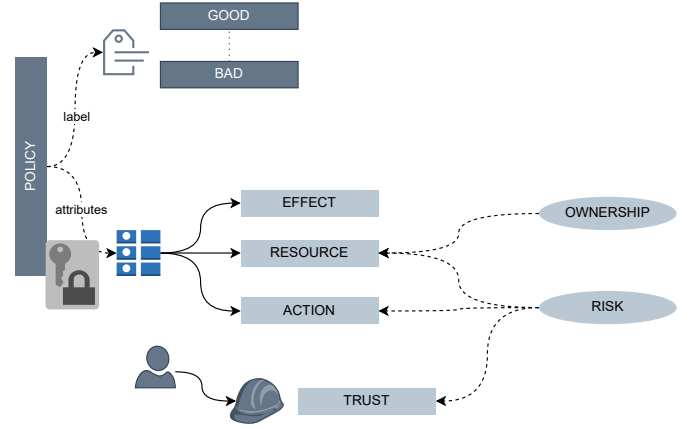 GOOD
BAD
label
POLICY
attributes
EFFECT
OWNERSHIP
RESOURCE
RISK
ACTION
TRUST